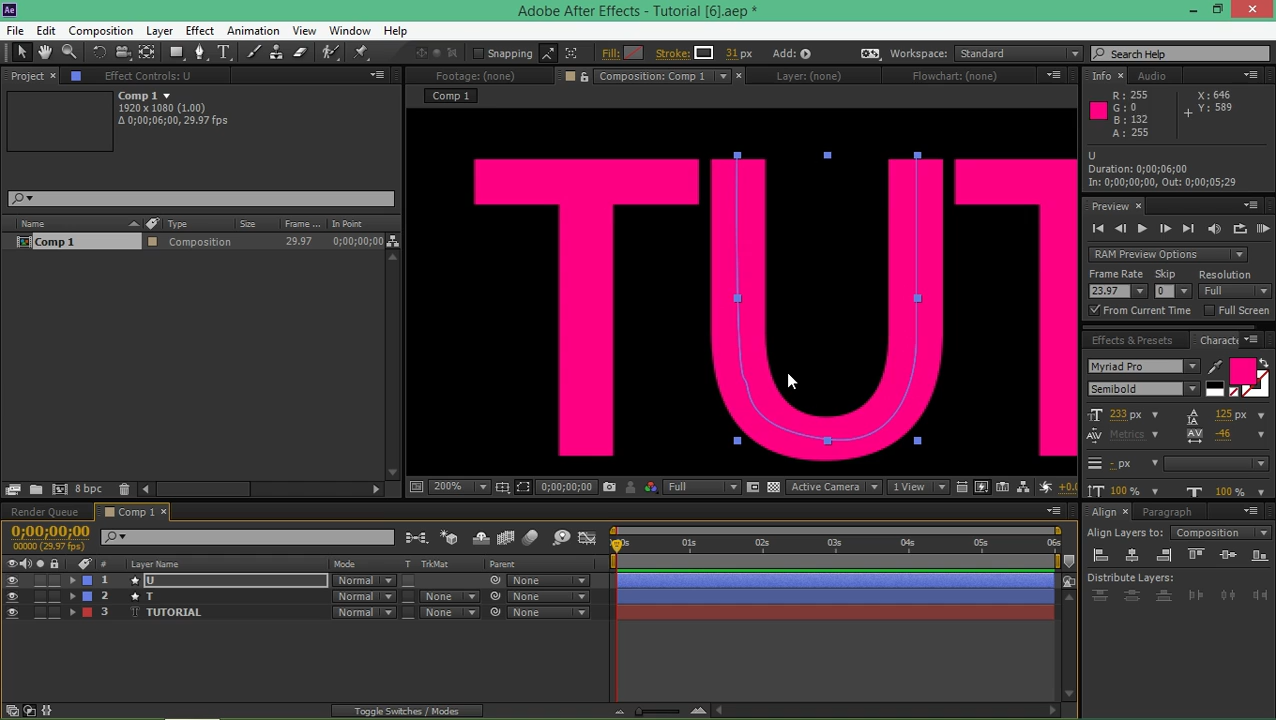 Ae Adobe After Effects - Tutorial [6].aep *
File Edit Composition Layer Effect Animation View Window Help
Snapping Fill: Stroke: 31 px Add: Workspace: Standard Search Help
Project Effect Controls: U
Footage: (none) Composition: Comp 1 Layer: (none) Flowchart: (none)
Info Audio
Comp 1
1920 x 1080 (1.00)
Δ 0;00;06;00, 29.97 fps
Comp 1
R: 255
G: 0
B: 132
A: 255
X: 646
Y: 589
U
Duration: 0;00;06;00
In: 0;00;00;00, Out: 0;00;05;29
TUT
Preview
RAM Preview Options
Frame Rate Skip Resolution
23.97 0 Full
From Current Time Full Screen
Name Type Size Frame ... In Point
Comp 1 Composition 29.97 0;00;00;00
Effects & Presets Characte
Myriad Pro
Semibold
233 px 125 px
Metrics -46
- px
100 % 100 %
8 bpc
200% 0;00;00;00 Full Active Camera 1 View +0.0
Render Queue Comp 1
Align Paragraph
0;00;00;00
00000 (29.97 fps)
0s 01s 02s 03s 04s 05s 06s
Align Layers to: Composition
Distribute Layers:
# Layer Name Mode T TrkMat Parent
1 U Normal None
2 T Normal None None
3 T TUTORIAL Normal None None
Toggle Switches / Modes